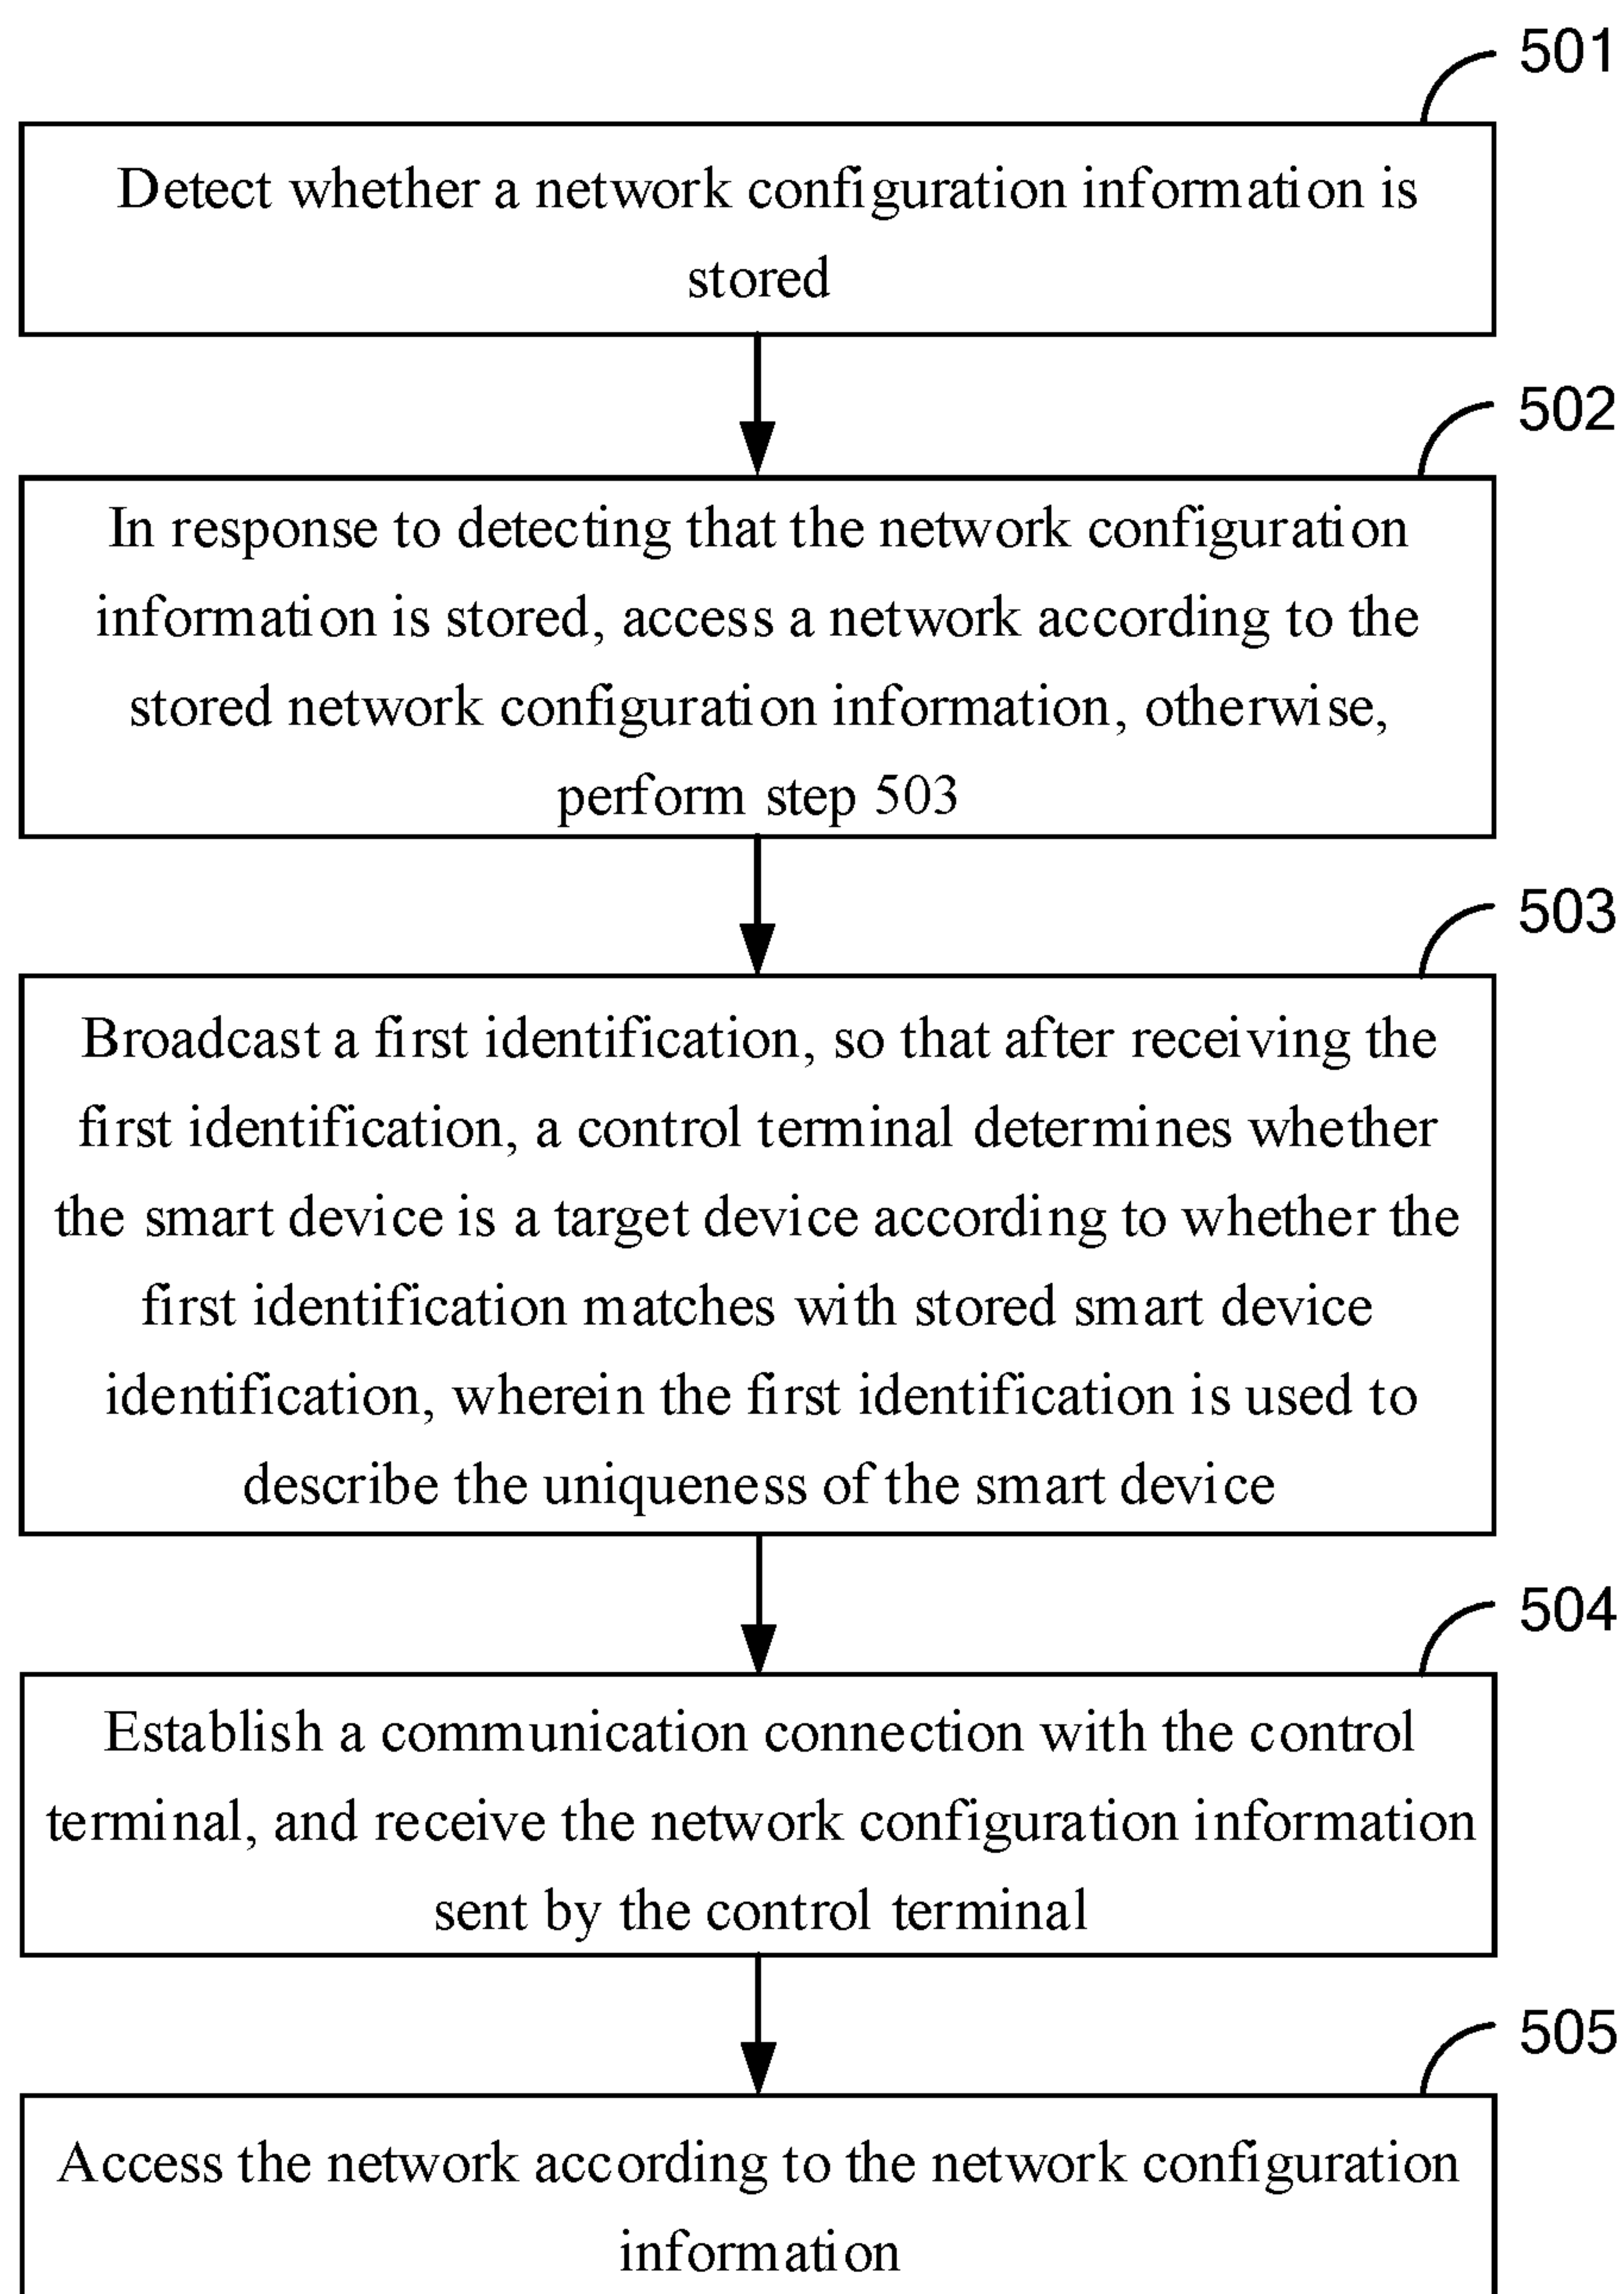 501
Detect whether a network configuration information is
stored
502
In response to detecting that the network configuration
information is stored, access a network according to the
stored network configuration information, otherwise,
perform step 503
503
Broadcast a first identification, so that after receiving the
first identification, a control terminal determines whether
the smart device is a target device according to whether the
first identification matches with stored smart device
identification, wherein the first identification is used to
describe the uniqueness of the smart device
504
Establish a communication connection with the control
terminal, and receive the network configuration information
sent by the control terminal
505
Access the network according to the network configuration
information